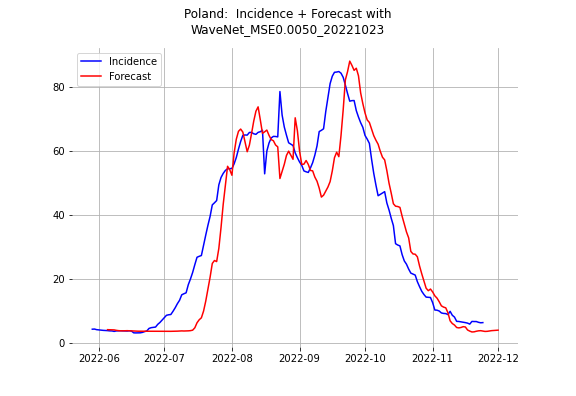 Poland:  Incidence + Forecast with
WaveNet_MSE0.0050_20221023
Incidence
Forecast
80
60
40
20
0
2022-06 2022-07 2022-08 2022-09 2022-10 2022-11 2022-12